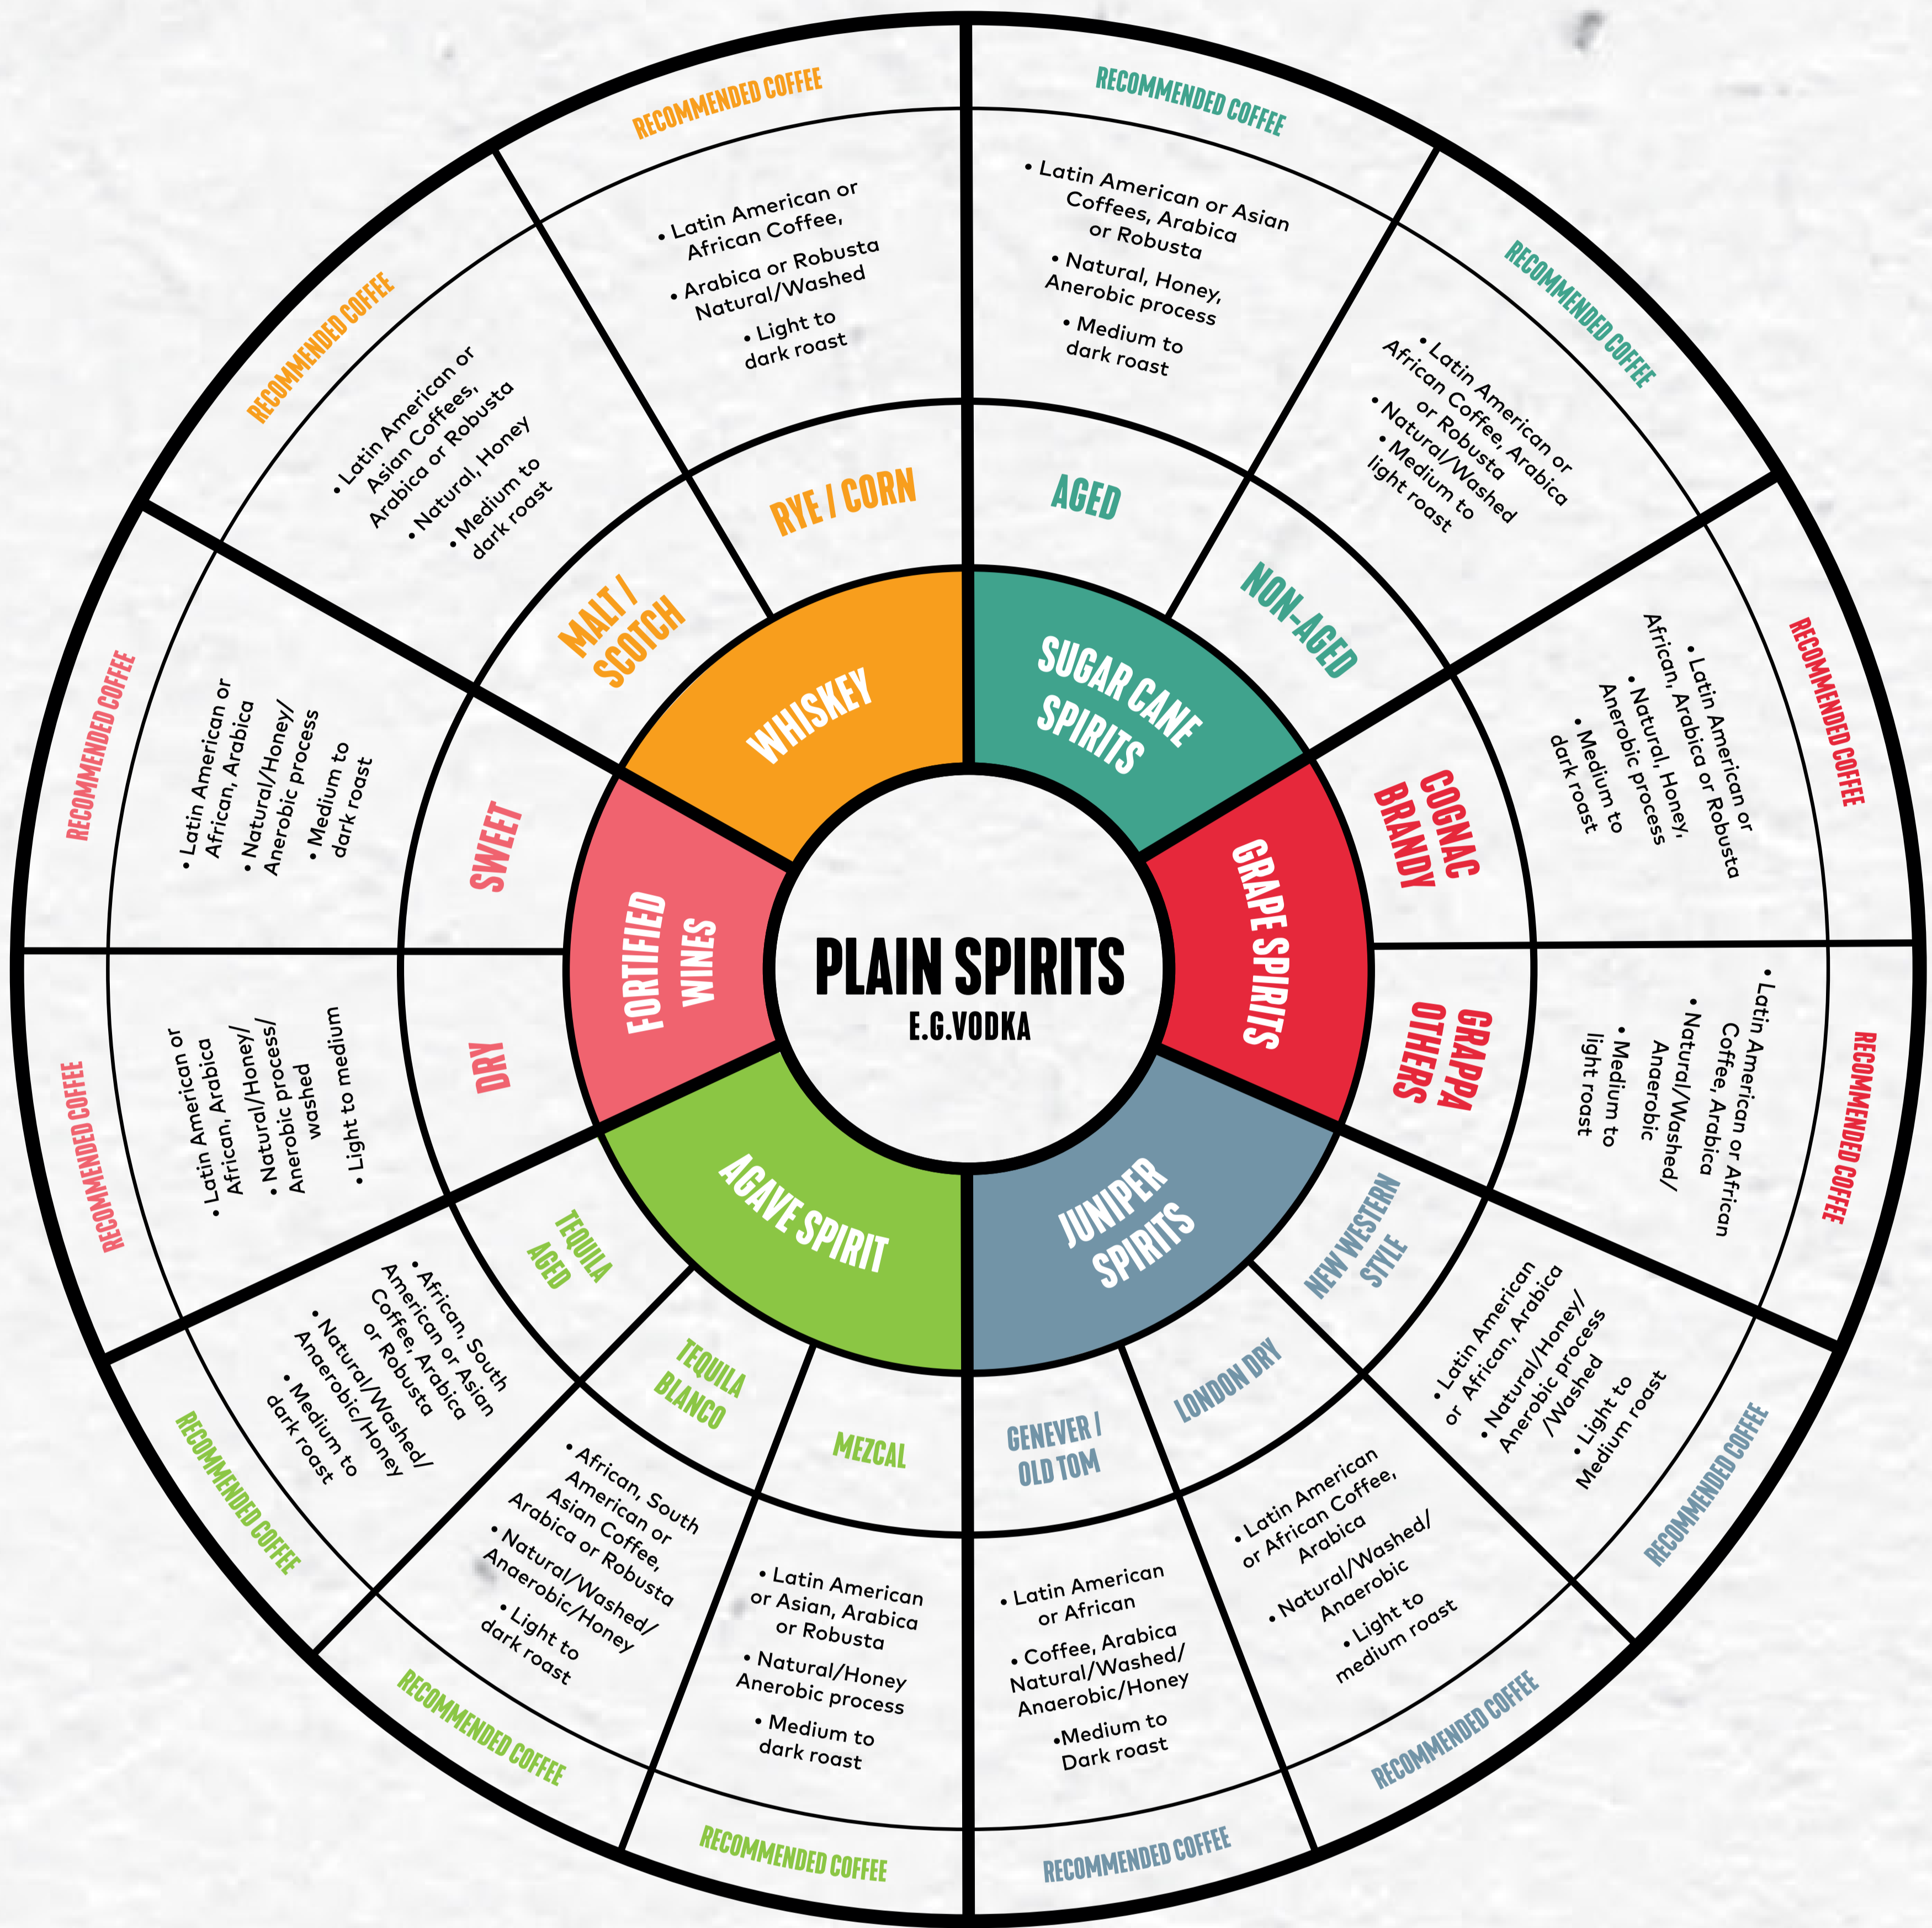 PLAIN SPIRITS
E.G.VODKA
SUGAR CANE
SPIRITS
AGED
RECOMMENDED COFFEE
• Latin American or Asian
Coffees, Arabica
or Robusta
• Natural, Honey,
Anerobic process
• Medium to
dark roast
NON-AGED
RECOMMENDED COFFEE
• Latin American or
African Coffee, Arabica
or Robusta
• Natural/Washed
• Medium to
light roast
GRAPE SPIRITS
COGNAC
BRANDY
RECOMMENDED COFFEE
• Latin American or
African, Arabica or Robusta
• Natural, Honey,
Anerobic process
• Medium to
dark roast
GRAPPA
OTHERS
RECOMMENDED COFFEE
• Latin American or African
Coffee, Arabica
• Natural/Washed/
Anaerobic
• Medium to
light roast
JUNIPER
SPIRITS
NEW WESTERN
STYLE
RECOMMENDED COFFEE
• Latin American
or African, Arabica
• Natural/Honey/
Anerobic process
/Washed
• Light to
Medium roast
LONDON DRY
RECOMMENDED COFFEE
• Latin American
or African Coffee,
Arabica
• Natural/Washed/
Anaerobic
• Light to
medium roast
GENEVER /
OLD TOM
RECOMMENDED COFFEE
• Latin American
or African
• Coffee, Arabica
Natural/Washed/
Anaerobic/Honey
•Medium to
Dark roast
AGAVE SPIRIT
MEZCAL
RECOMMENDED COFFEE
• Latin American
or Asian, Arabica
or Robusta
• Natural/Honey
Anerobic process
• Medium to
dark roast
TEQUILA
BLANCO
RECOMMENDED COFFEE
• African, South
American or
Asian Coffee,
Arabica or Robusta
• Natural/Washed/
Anaerobic/Honey
• Light to
dark roast
TEQUILA
AGED
RECOMMENDED COFFEE
• African, South
American or Asian
Coffee, Arabica
or Robusta
• Natural/Washed/
Anaerobic/Honey
• Medium to
dark roast
FORTIFIED
WINES
DRY
RECOMMENDED COFFEE
• Latin American or
African, Arabica
African/Honey/
• Natural process/
Anerobic process/
washed
• Light to medium
SWEET
RECOMMENDED COFFEE
• Latin American or
African, Arabica
• Natural/Honey/
Anerobic process
• Medium to
dark roast
WHISKEY
MALT /
SCOTCH
RECOMMENDED COFFEE
• Latin American or
Asian Coffees,
Arabica or Robusta
• Natural, Honey
• Medium to
dark roast
RYE / CORN
RECOMMENDED COFFEE
• Latin American or
African Coffee,
• Arabica or Robusta
Natural/Washed
• Light to
dark roast